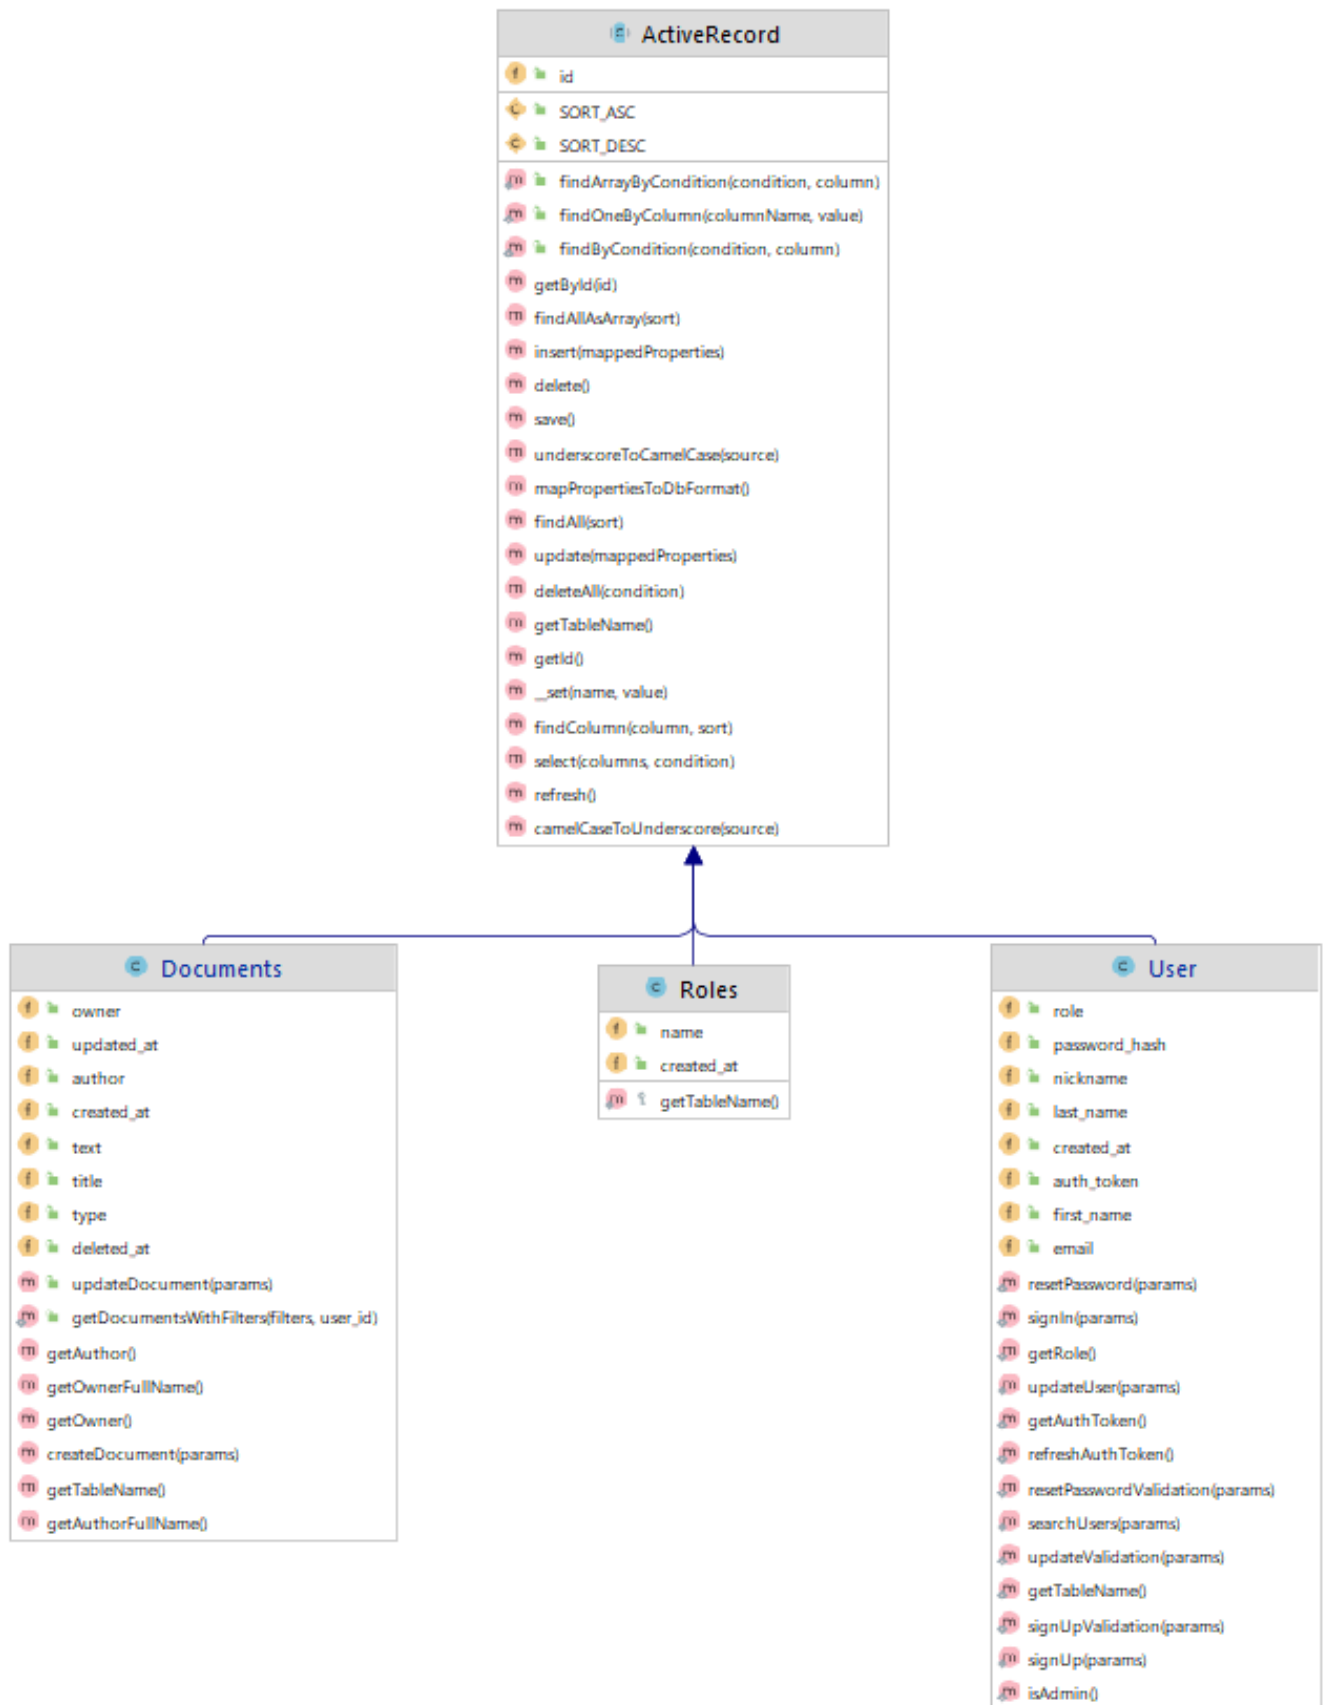 ActiveRecord
id
SORT_ASC
SORT_DESC
findArrayByCondition(condition, column)
findOneByColumn(columnName, value)
findByCondition(condition, column)
getById(id)
findAllAsArray(sort)
insert(mappedProperties)
delete()
save()
underscoreToCamelCase(source)
mapPropertiesToDbFormat()
findAll(sort)
update(mappedProperties)
deleteAll(condition)
getTableName()
getId()
__set(name, value)
findColumn(column, sort)
select(columns, condition)
refresh()
camelCaseToUnderscore(source)
Documents
owner
updated_at
author
created_at
text
title
type
deleted_at
updateDocument(params)
getDocumentsWithFilters(filters, user_id)
getAuthor()
getOwnerFullName()
getOwner()
createDocument(params)
getTableName()
getAuthorFullName()
Roles
name
created_at
getTableName()
User
role
password_hash
nickname
last_name
created_at
auth_token
first_name
email
resetPassword(params)
signIn(params)
getRole()
updateUser(params)
getAuthToken()
refreshAuthToken()
resetPasswordValidation(params)
searchUsers(params)
updateValidation(params)
getTableName()
signUpValidation(params)
signUp(params)
isAdmin()